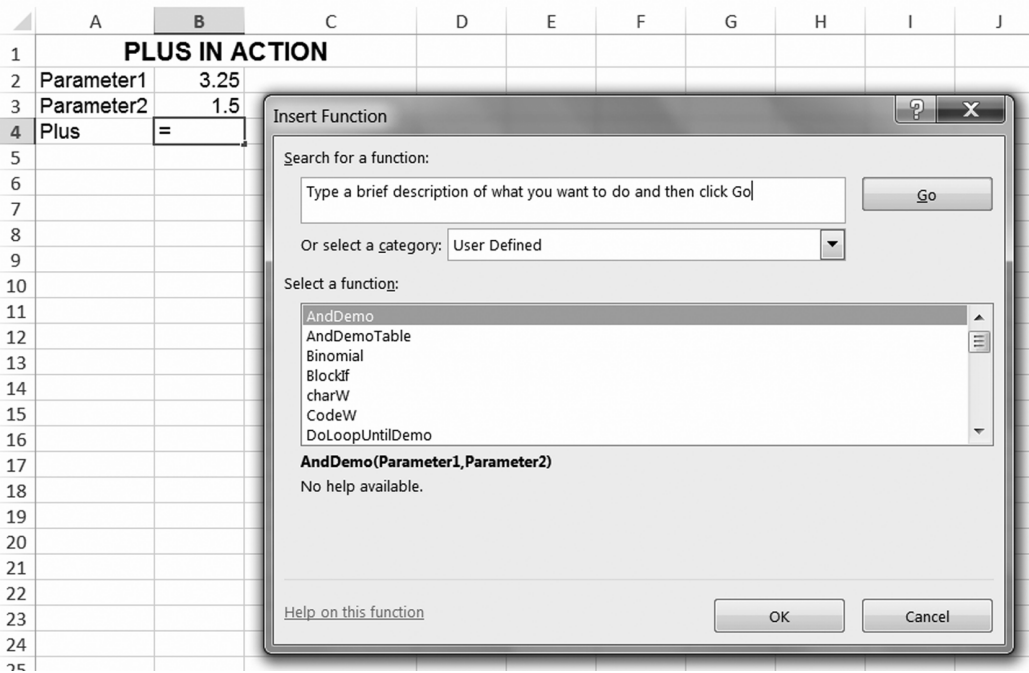 A B C D E F G H I J
1 PLUS IN ACTION
2 Parameter1 3.25
3 Parameter2 1.5
4 Plus =
Insert Function
?
X
5
Search for a function:
6
Type a brief description of what you want to do and then click Go
Go
7
8
Or select a category: User Defined
9
10
Select a function:
11
AndDemo
12
AndDemoTable
13
Binomial
14
BlockIf
charW
15
CodeW
16
DoLoopUntilDemo
17
AndDemo(Parameter1,Parameter2)
18
No help available.
19
20
21
22
23
Help on this function
OK
Cancel
24
25